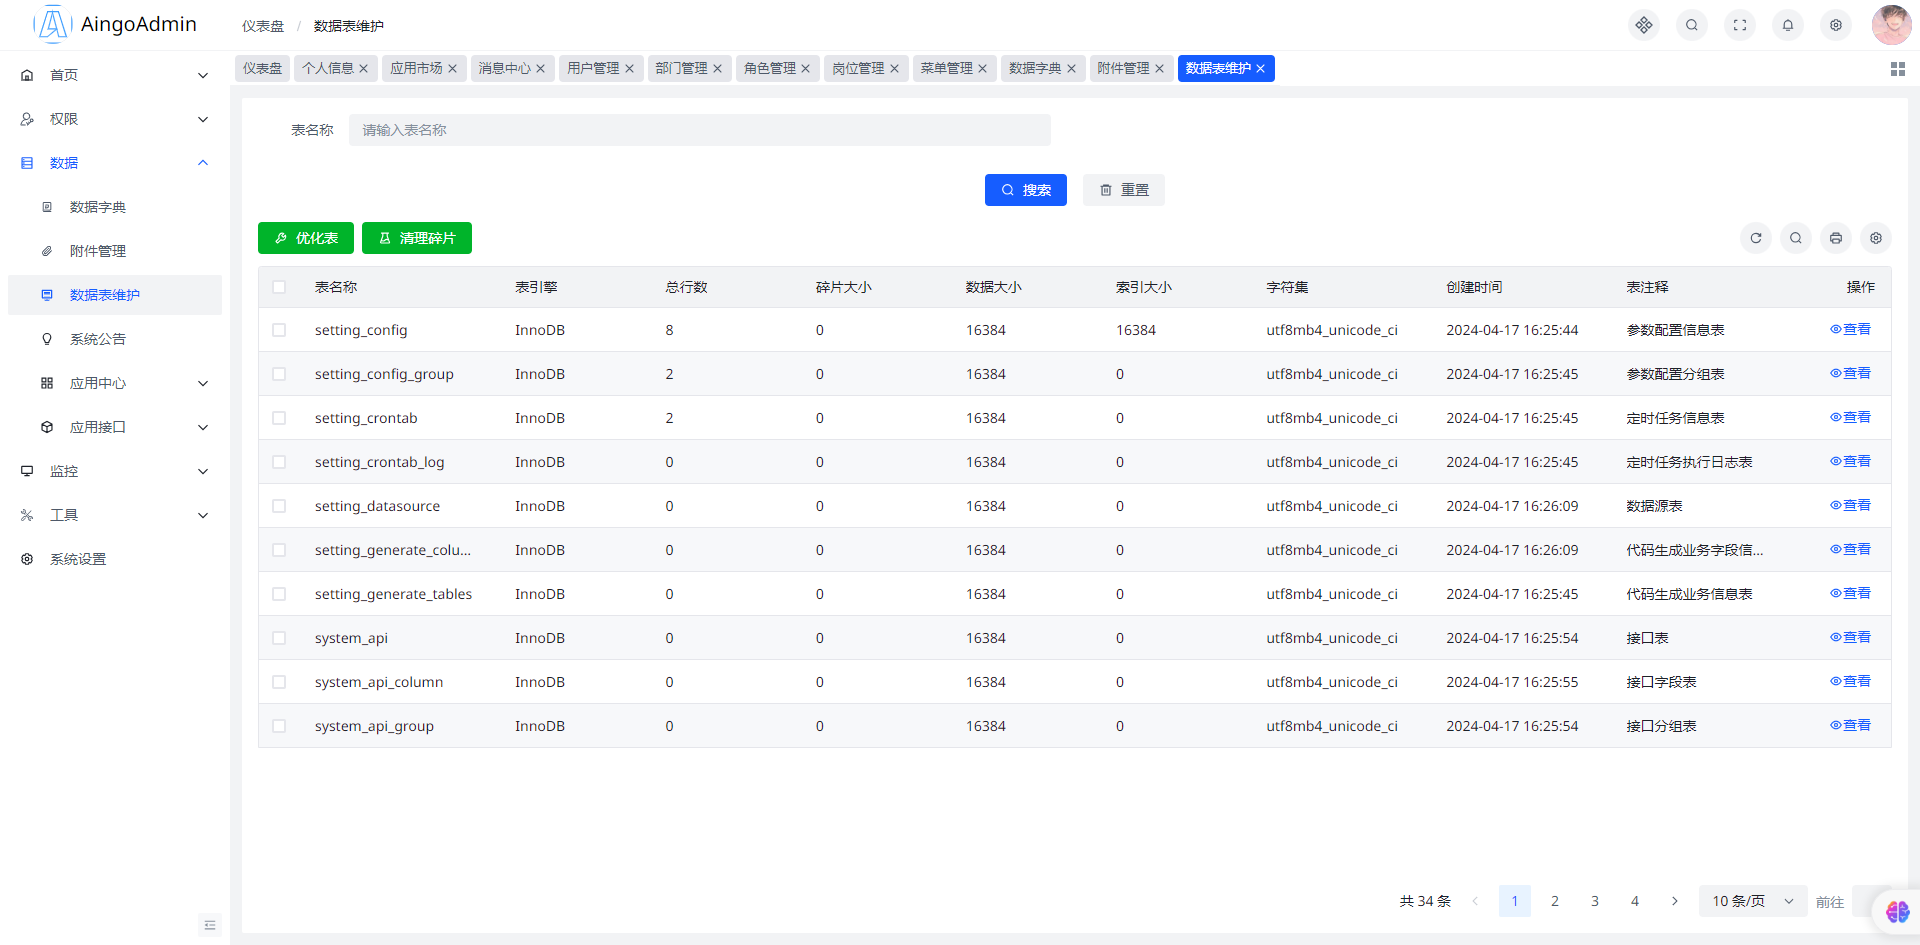 AingoAdmin
仪表盘 / 数据表维护
仪表盘 个人信息 应用市场 消息中心 用户管理 部门管理 角色管理 岗位管理 菜单管理 数据字典 附件管理 数据表维护
首页
权限
数据
数据字典
附件管理
数据表维护
系统公告
应用中心
应用接口
监控
工具
系统设置
表名称 请输入表名称
搜索 重置
优化表 清理碎片
表名称 表引擎 总行数 碎片大小 数据大小 索引大小 字符集 创建时间 表注释 操作
setting_config InnoDB 8 0 16384 16384 utf8mb4_unicode_ci 2024-04-17 16:25:44 参数配置信息表 查看
setting_config_group InnoDB 2 0 16384 0 utf8mb4_unicode_ci 2024-04-17 16:25:45 参数配置分组表 查看
setting_crontab InnoDB 2 0 16384 0 utf8mb4_unicode_ci 2024-04-17 16:25:45 定时任务信息表 查看
setting_crontab_log InnoDB 0 0 16384 0 utf8mb4_unicode_ci 2024-04-17 16:25:45 定时任务执行日志表 查看
setting_datasource InnoDB 0 0 16384 0 utf8mb4_unicode_ci 2024-04-17 16:26:09 数据源表 查看
setting_generate_colu... InnoDB 0 0 16384 0 utf8mb4_unicode_ci 2024-04-17 16:26:09 代码生成业务字段信... 查看
setting_generate_tables InnoDB 0 0 16384 0 utf8mb4_unicode_ci 2024-04-17 16:25:45 代码生成业务信息表 查看
system_api InnoDB 0 0 16384 0 utf8mb4_unicode_ci 2024-04-17 16:25:54 接口表 查看
system_api_column InnoDB 0 0 16384 0 utf8mb4_unicode_ci 2024-04-17 16:25:55 接口字段表 查看
system_api_group InnoDB 0 0 16384 0 utf8mb4_unicode_ci 2024-04-17 16:25:54 接口分组表 查看
共 34 条 1 2 3 4 10 条/页 前往